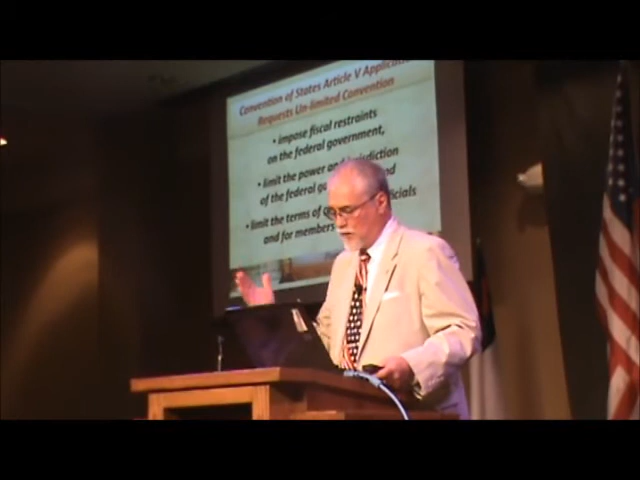 Convention of States Article V
Requests Un-limited Convention
• impose fiscal restraints
on the federal government,
• limit the power and
of the federal
• limit the terms of
and for members